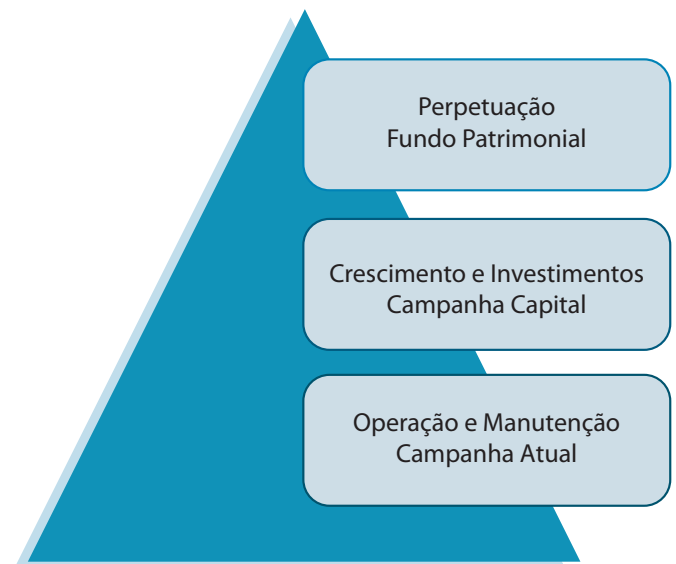 Perpetuação
Fundo Patrimonial
Crescimento e Investimentos
Campanha Capital
Operação e Manutenção
Campanha Atual